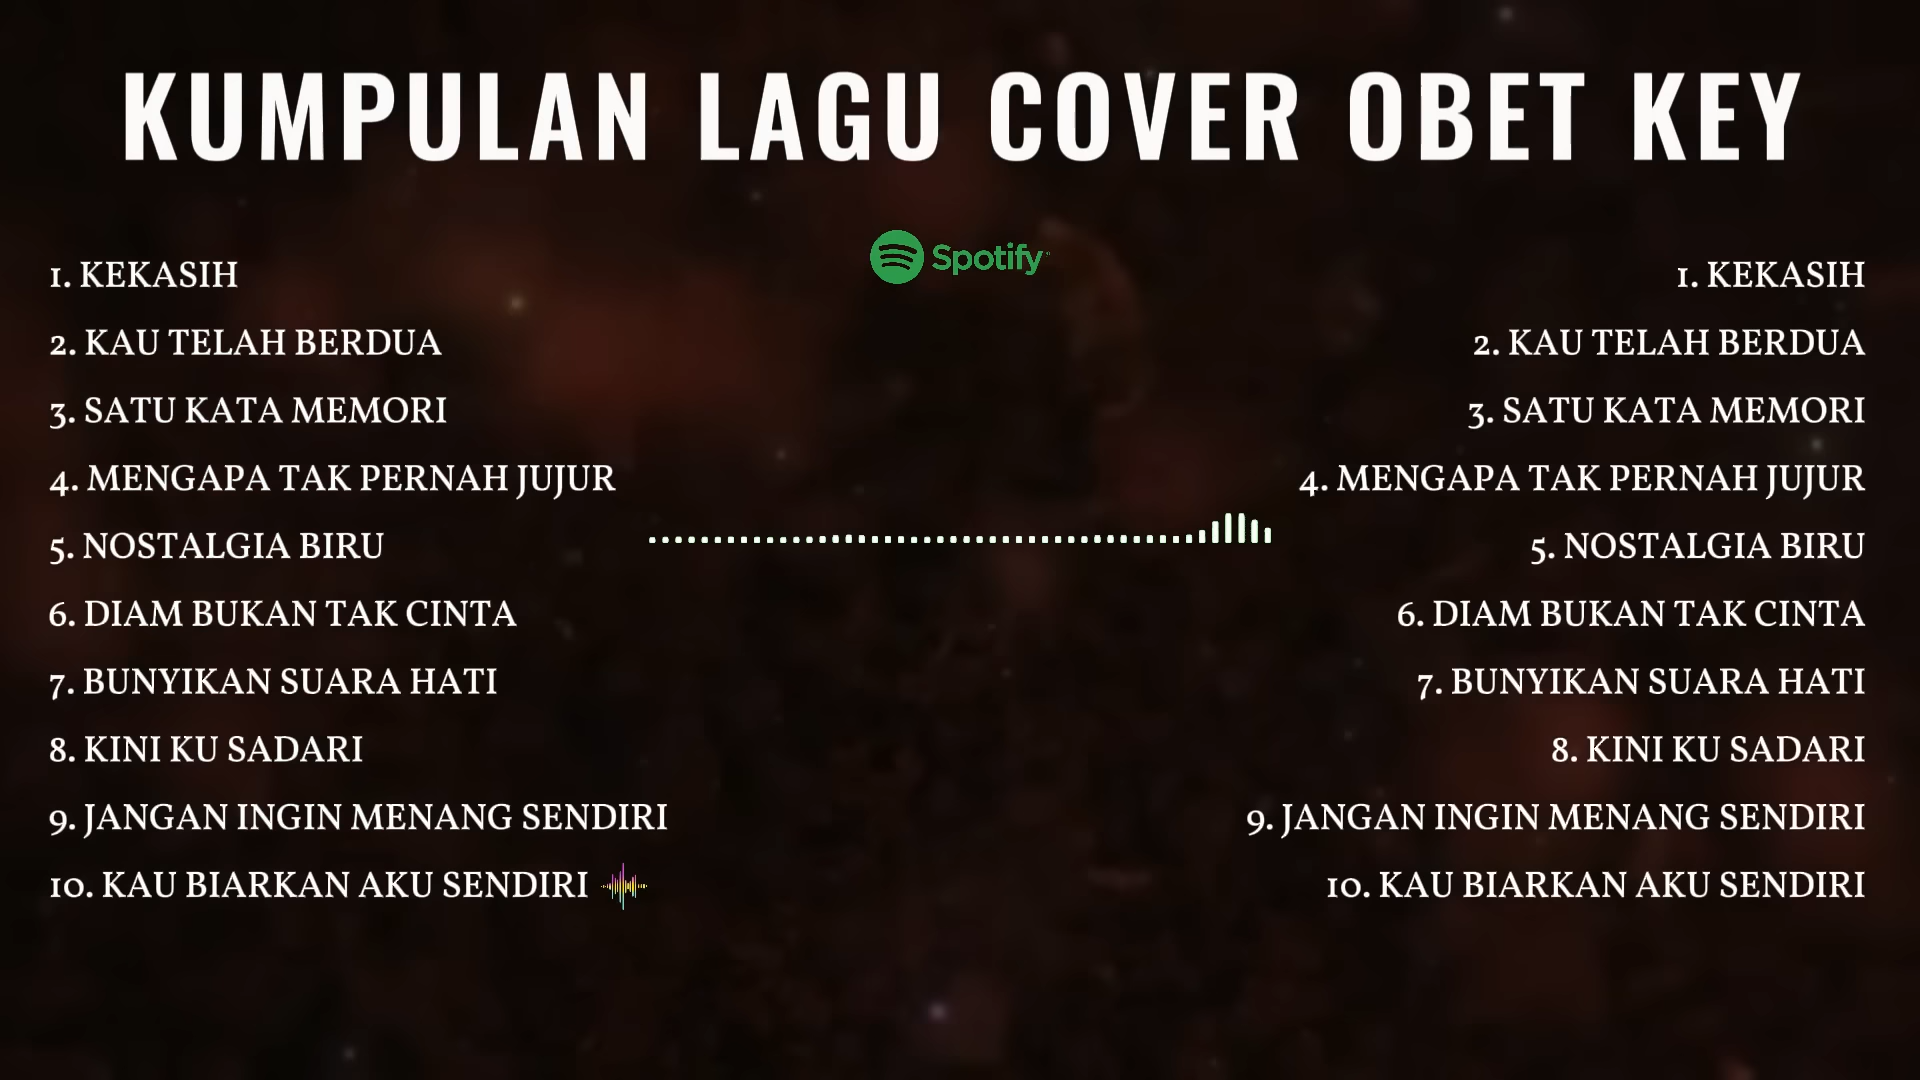 KUMPULAN LAGU COVER OBET KEY
Spotify
1. KEKASIH
2. KAU TELAH BERDUA
3. SATU KATA MEMORI
4. MENGAPA TAK PERNAH JUJUR
5. NOSTALGIA BIRU
6. DIAM BUKAN TAK CINTA
7. BUNYIKAN SUARA HATI
8. KINI KU SADARI
9. JANGAN INGIN MENANG SENDIRI
10. KAU BIARKAN AKU SENDIRI
1. KEKASIH
2. KAU TELAH BERDUA
3. SATU KATA MEMORI
4. MENGAPA TAK PERNAH JUJUR
5. NOSTALGIA BIRU
6. DIAM BUKAN TAK CINTA
7. BUNYIKAN SUARA HATI
8. KINI KU SADARI
9. JANGAN INGIN MENANG SENDIRI
10. KAU BIARKAN AKU SENDIRI